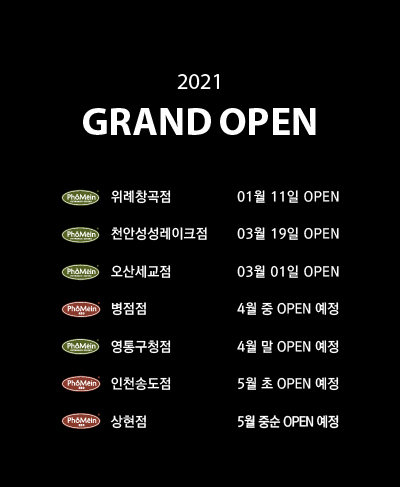 2021
GRAND OPEN
PhoMein 위례창곡점 01월 11일 OPEN
PhoMein 천안성성레이크점 03월 19일 OPEN
PhoMein 오산세교점 03월 01일 OPEN
PhoMein 병점점 4월 중 OPEN 예정
PhoMein 영통구청점 4월 말 OPEN 예정
PhoMein 인천송도점 5월 초 OPEN 예정
PhoMein 상현점 5월 중순 OPEN 예정